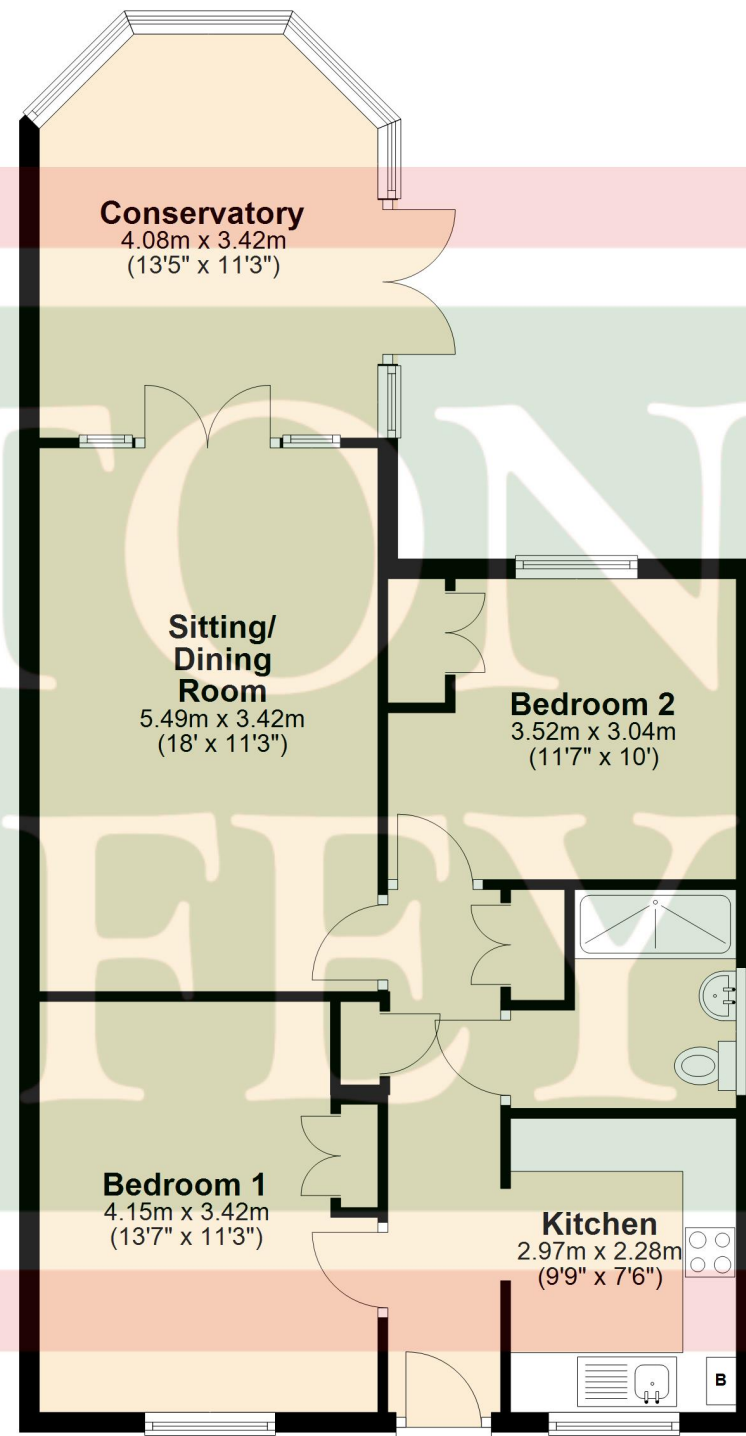 Conservatory
4.08m x 3.42m
(13'5" x 11'3")
TON
Sitting/
Dining
Room
5.49m x 3.42m
(18' x 11'3")
Bedroom 2
3.52m x 3.04m
(11'7" x 10')
FFEY
Bedroom 1
4.15m x 3.42m
(13'7" x 11'3")
Kitchen
2.97m x 2.28m
(9'9" x 7'6")
B